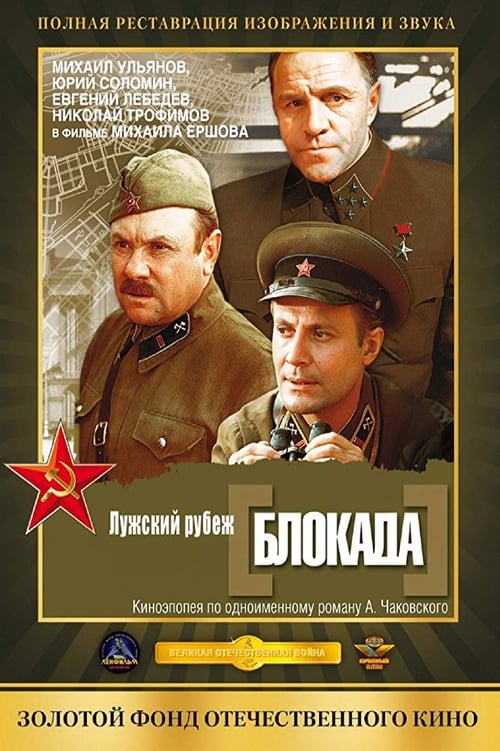 ПОЛНАЯ РЕСТАВРАЦИЯ ИЗОБРАЖЕНИЯ И ЗВУКА
МИХАИЛ УЛЬЯНОВ,
ЮРИЙ СОЛОМИН,
ЕВГЕНИЙ ЛЕБЕДЕВ,
НИКОЛАЙ ТРОФИМОВ
В ФИЛЬМЕ МИХАИЛА ЕРШОВА
Лужский рубеж
[БЛОКАДА]
Киноэпопея по одноименному роману А. Чаковского
ЛЕНФИЛЬМ
ВЕЛИКАЯ ОТЕЧЕСТВЕННАЯ ВОЙНА
ЗОЛОТОЙ ФОНД ОТЕЧЕСТВЕННОГО КИНО